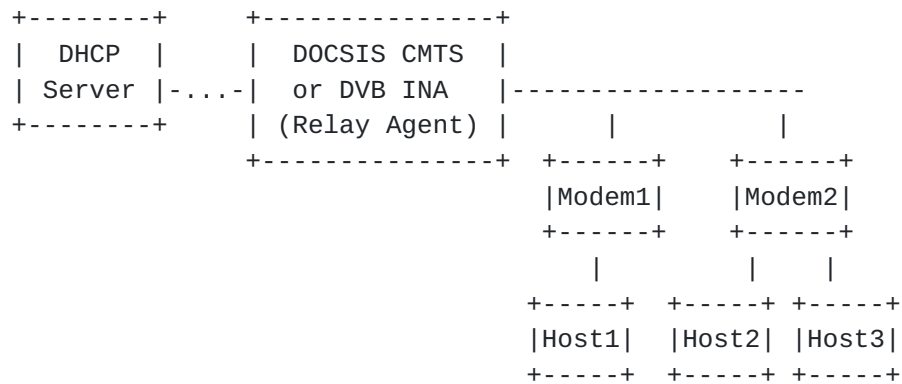 +--------+     +---------------+
|  DHCP  |     |  DOCSIS CMTS  |
| Server |-...-|  or DVB INA   |-------------------
+--------+     | (Relay Agent) |      |          |
               +---------------+  +------+    +------+
                                  |Modem1|    |Modem2|
                                  +------+    +------+
                                     |         |    |
                                 +-----+  +-----+ +-----+
                                 |Host1|  |Host2| |Host3|
                                 +-----+  +-----+ +-----+